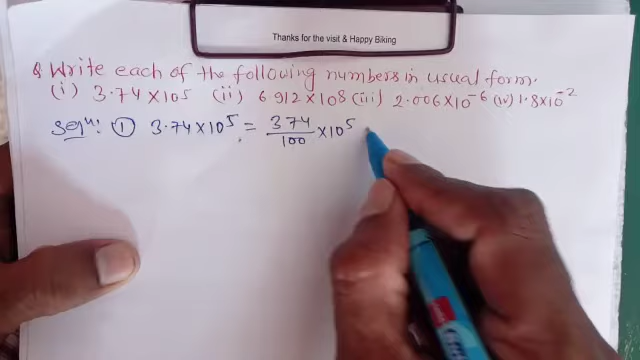 Thanks for the visit & Happy Biking
Q Write each of the following numbers in usual form.
(i) 3.74×10⁵ (ii) 6.912×10⁸ (iii) 2.006×10⁻⁶ (iv) 1.8×10⁻²
Solⁿ: ① 3.74×10⁵ = 374/100 ×10⁵